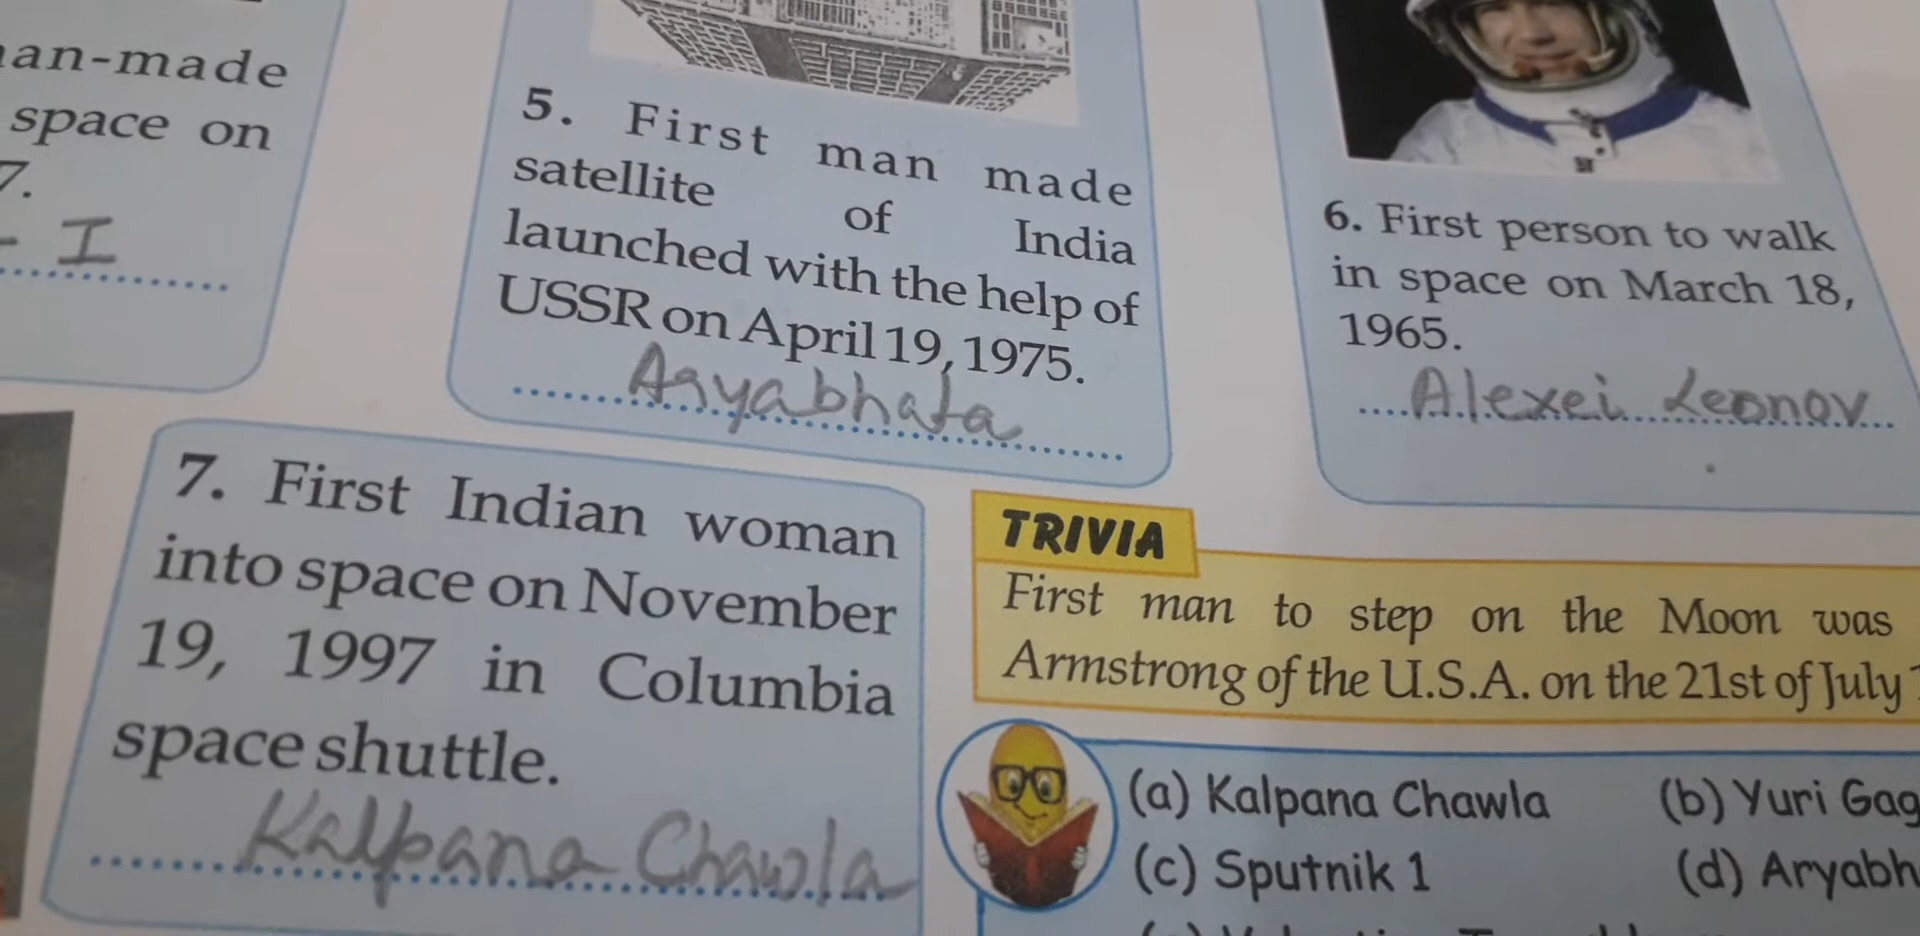 an-made
space on
7.
- I
5. First man made
satellite of India
launched with the help of
USSR on April 19, 1975.
Aryabhata
6. First person to walk
in space on March 18,
1965.
Alexei Leonov
7. First Indian woman
into space on November
19, 1997 in Columbia
space shuttle.
Kalpana Chawla
TRIVIA
First man to step on the Moon was
Armstrong of the U.S.A. on the 21st of July
(a) Kalpana Chawla (b) Yuri Gag
(c) Sputnik 1 (d) Aryabh